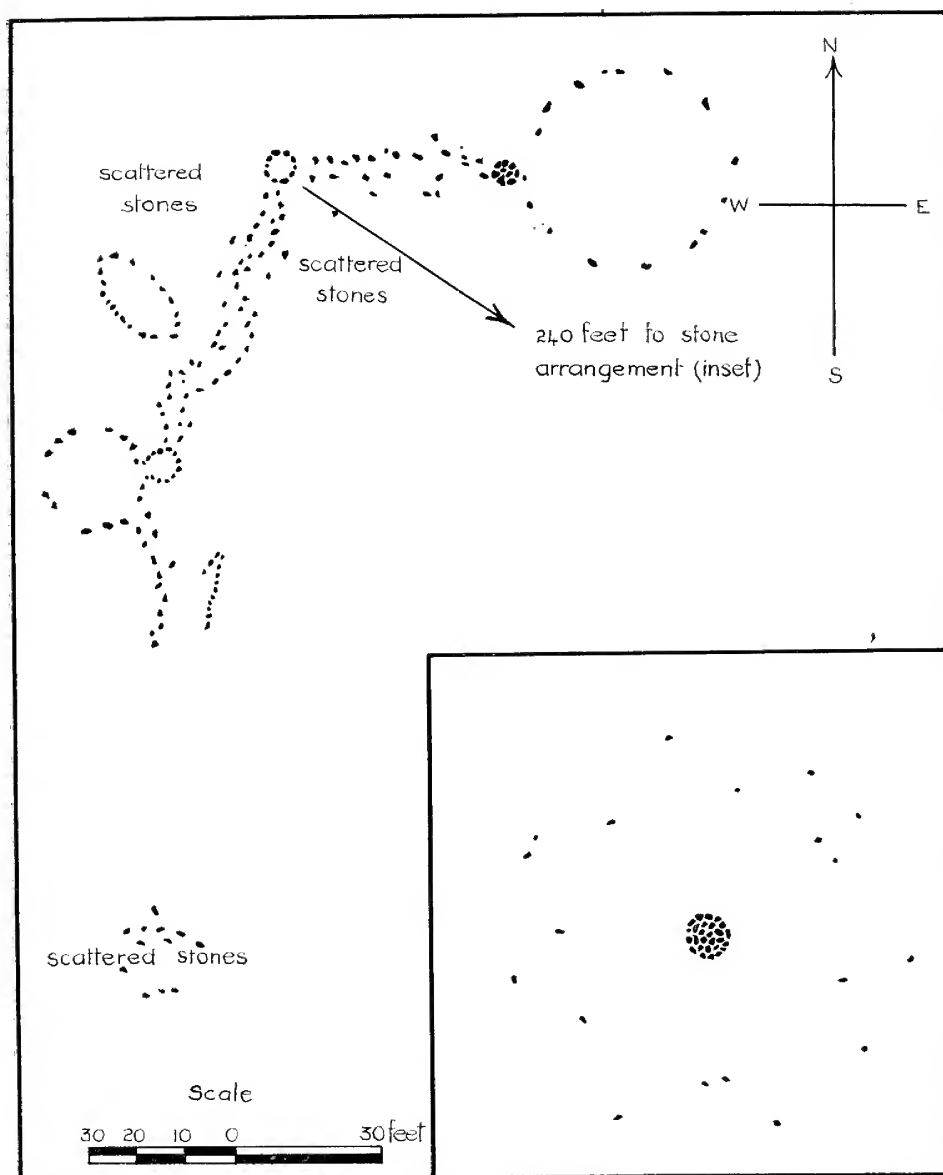 N
scattered
stones
W E
scattered
stones
240 feet to stone
arrangement (inset)
S
scattered stones
Scale
30 20 10 0 30 feet